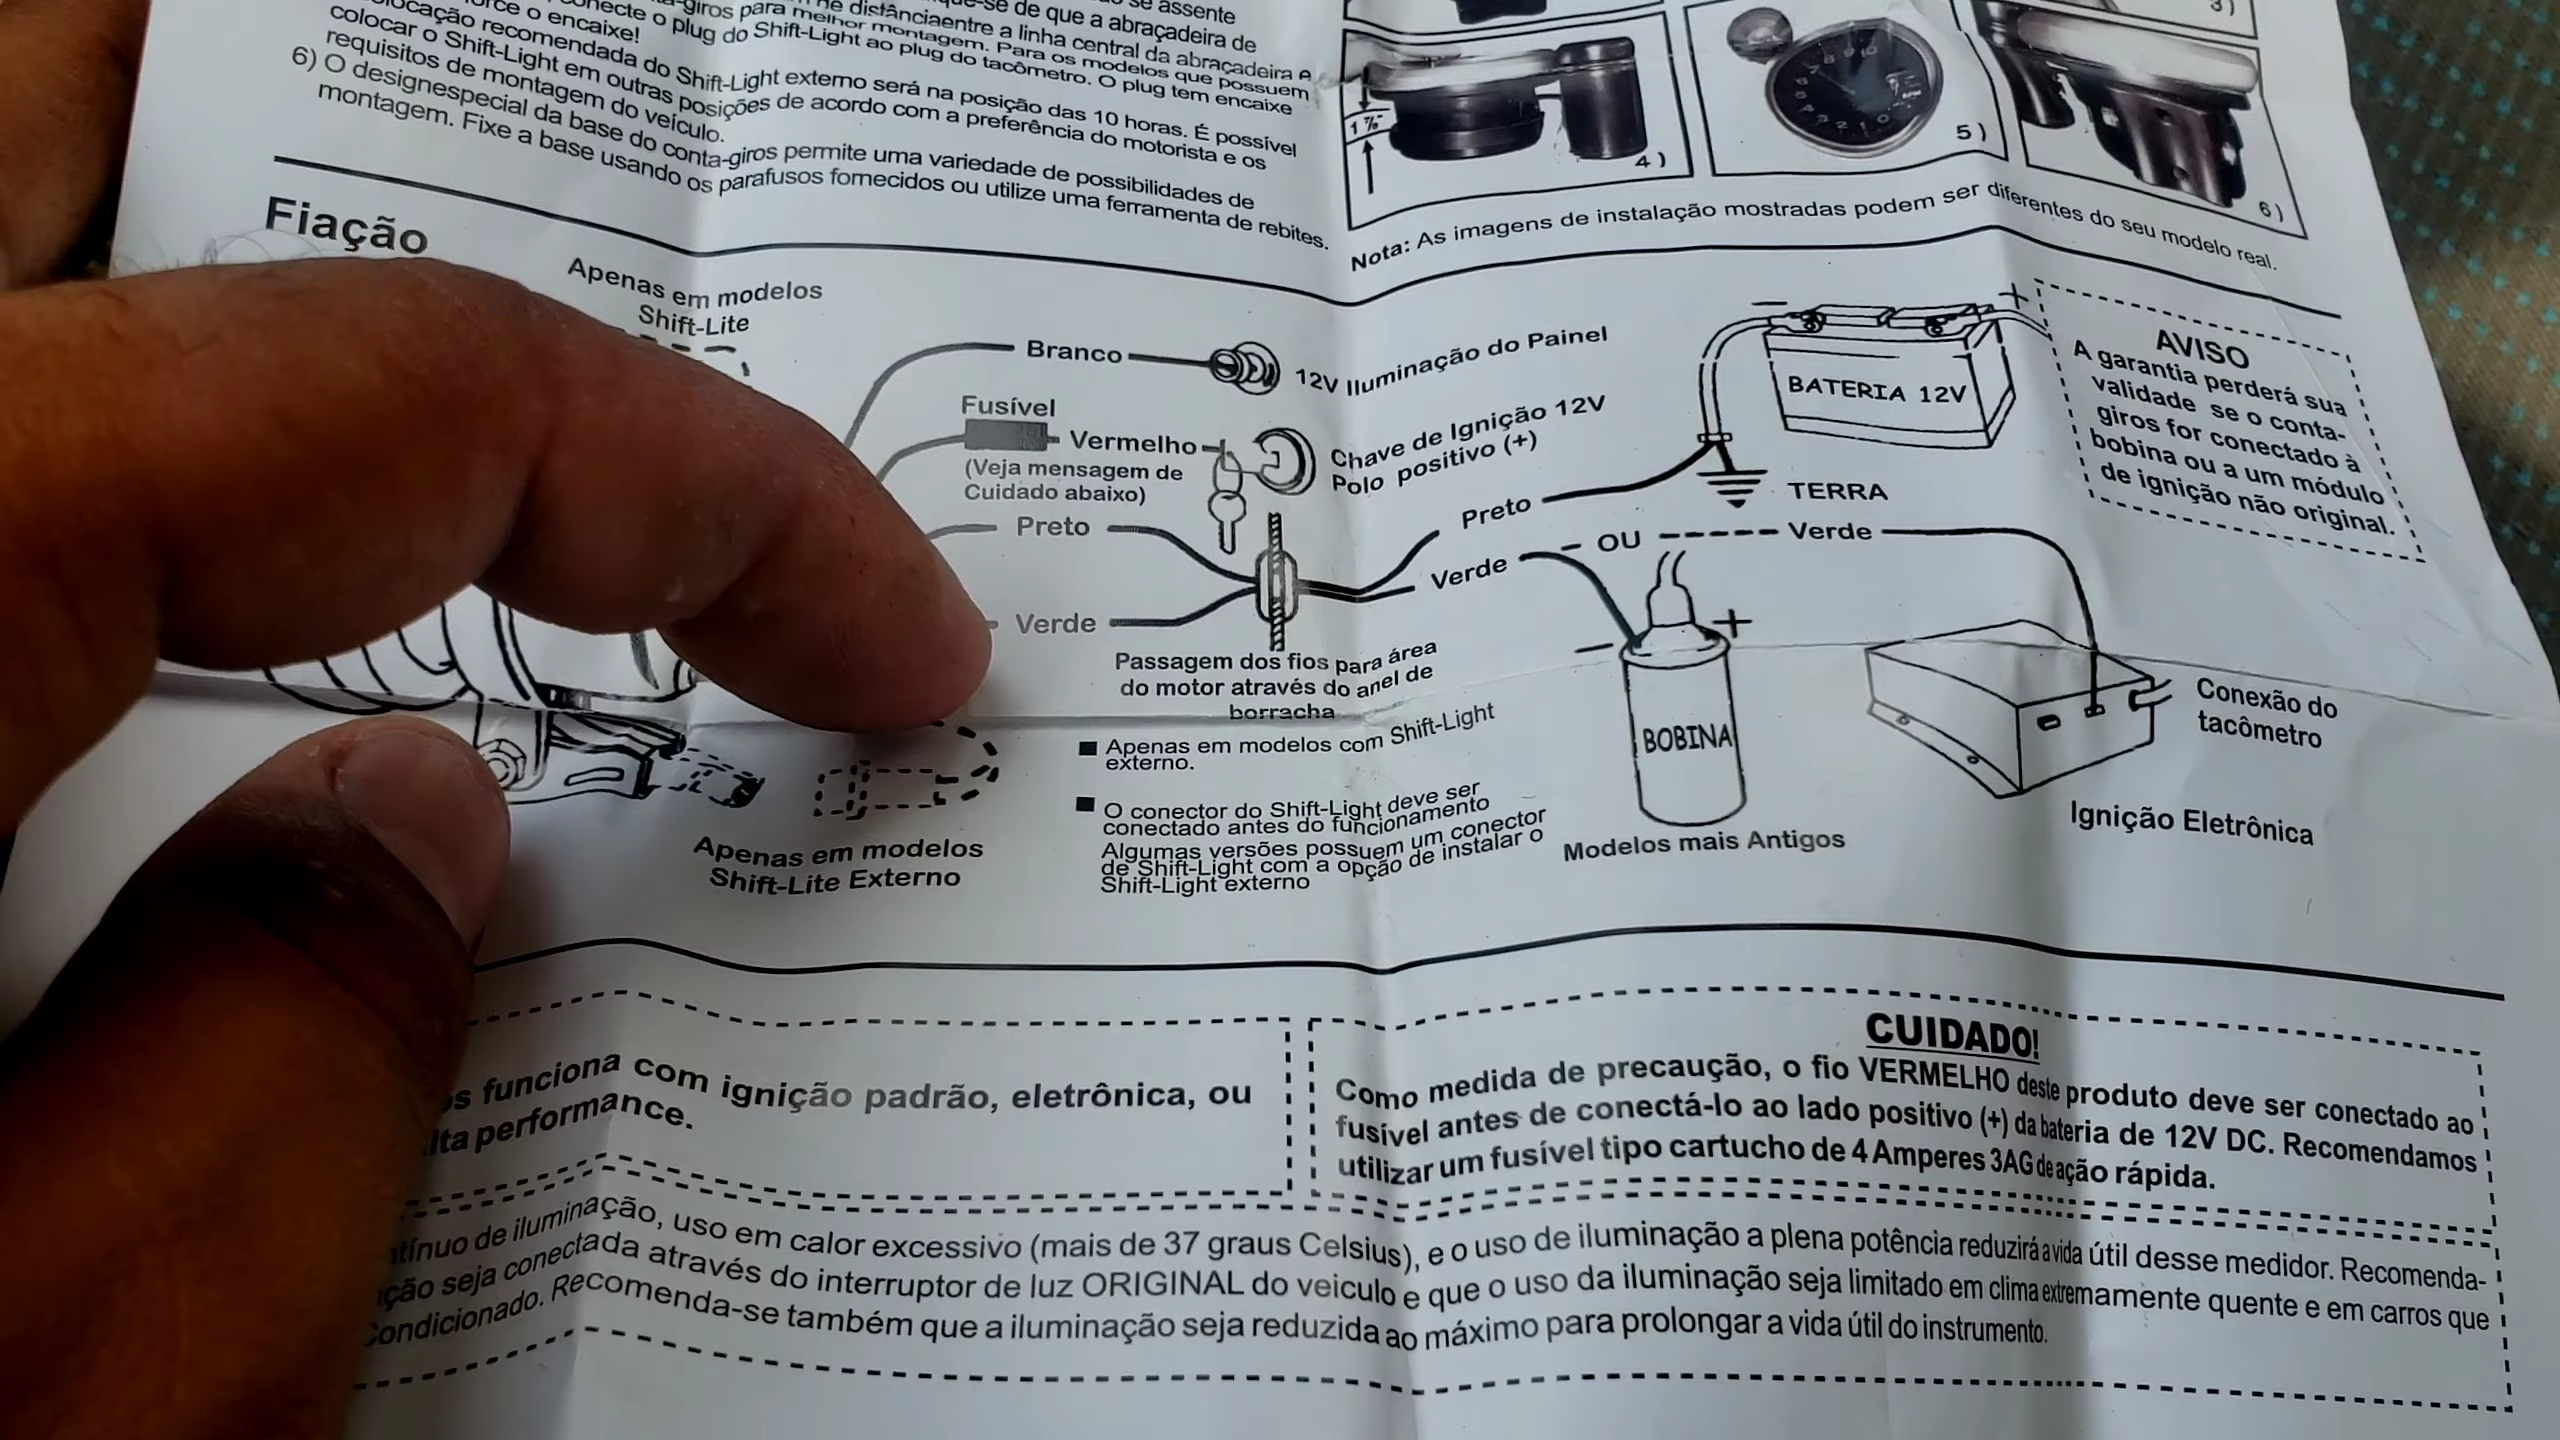 se assente
que-se de que a abraçadeira de
distânciaentre a linha central da abraçadeira e
giros para melhor montagem. Para os modelos que possuem
conecte o plug do Shift-Light ao plug do tacômetro. O plug tem encaixe
o encaixe!
recomendada do Shift-Light externo será na posição das 10 horas. É possível
colocar o Shift-Light em outras posições de acordo com a preferência do motorista e os
requisitos de montagem do veículo.
6) O designespecial da base do conta-giros permite uma variedade de possibilidades de
montagem. Fixe a base usando os parafusos fornecidos ou utilize uma ferramenta de rebites.
3)
1 ⅞"
4)
5)
6)
Nota: As imagens de instalação mostradas podem ser diferentes do seu modelo real.
Fiação
Apenas em modelos
Shift-Lite
Branco
12V Iluminação do Painel
Fusível
Vermelho
(Veja mensagem de
Cuidado abaixo)
Chave de Ignição 12V
Polo positivo (+)
Preto
Verde
Passagem dos fios para área
do motor através do anel de
borracha
Preto
Verde
OU
Verde
TERRA
− +
BATERIA 12V
− +
BOBINA
Modelos mais Antigos
Conexão do
tacômetro
Ignição Eletrônica
AVISO
A garantia perderá sua
validade se o conta-
giros for conectado à
bobina ou a um módulo
de ignição não original.
Apenas em modelos
Shift-Lite Externo
■ Apenas em modelos com Shift-Light
externo.
■ O conector do Shift-Light deve ser
conectado antes do funcionamento
Algumas versões possuem um conector
de Shift-Light com a opção de instalar o
Shift-Light externo
funciona com ignição padrão, eletrônica, ou
performance.
CUIDADO!
Como medida de precaução, o fio VERMELHO deste produto deve ser conectado ao
fusível antes de conectá-lo ao lado positivo (+) da bateria de 12V DC. Recomendamos
utilizar um fusível tipo cartucho de 4 Amperes 3AG de ação rápida.
de iluminação, uso em calor excessivo (mais de 37 graus Celsius), e o uso de iluminação a plena potência reduzirá a vida útil desse medidor. Recomenda-
seja conectada através do interruptor de luz ORIGINAL do veiculo e que o uso da iluminação seja limitado em clima extremamente quente e em carros que
condicionado. Recomenda-se também que a iluminação seja reduzida ao máximo para prolongar a vida útil do instrumento.